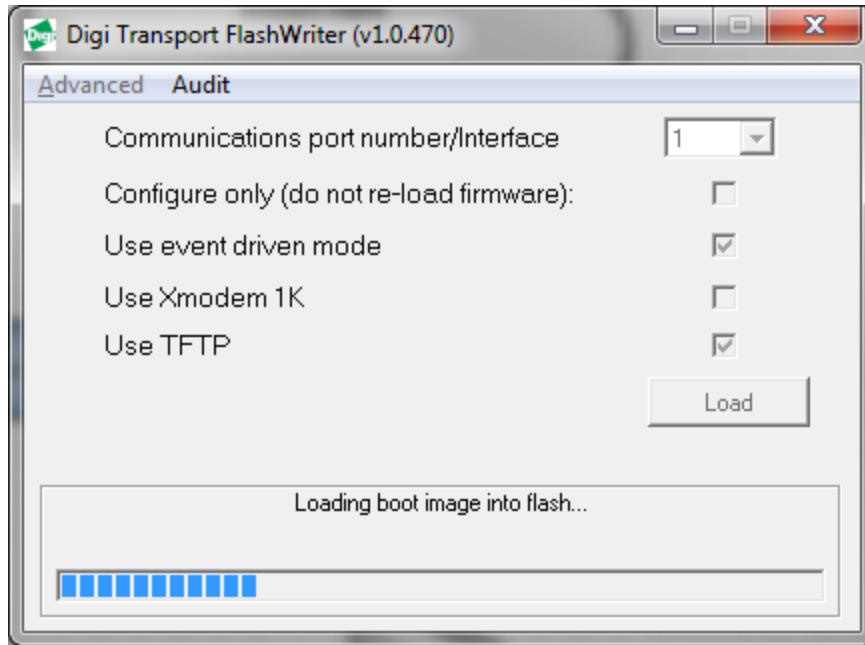 Digi Digi Transport FlashWriter (v1.0.470)
Advanced Audit
Communications port number/Interface 1
Configure only (do not re-load firmware):
Use event driven mode
Use Xmodem 1K
Use TFTP
Load
Loading boot image into flash...